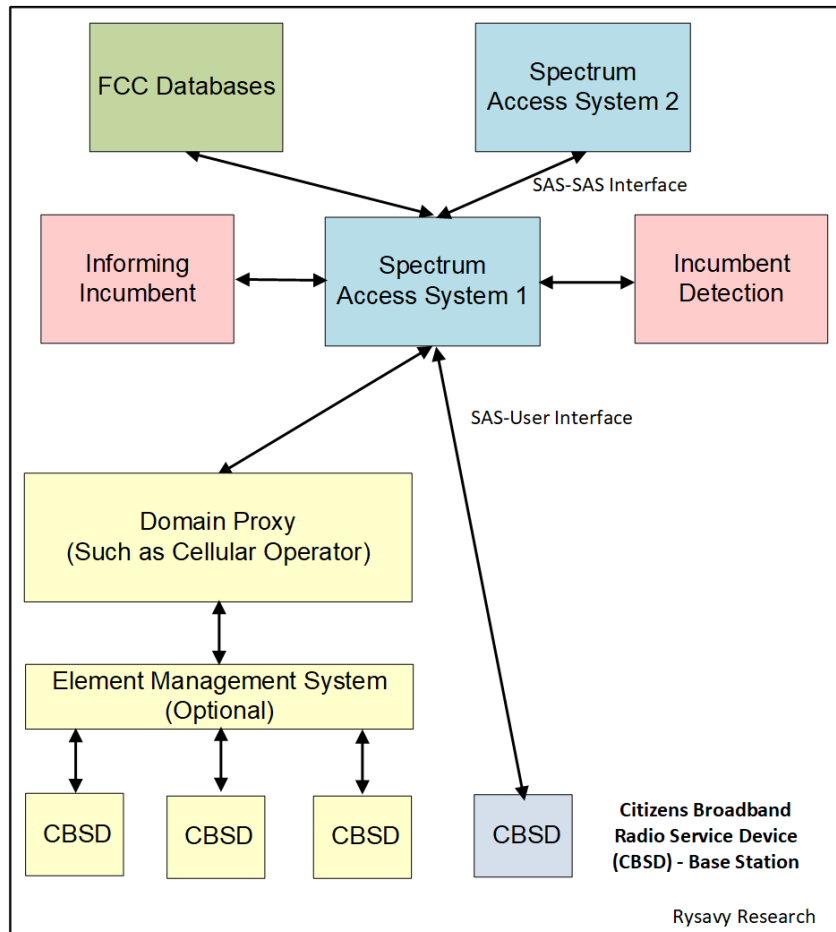 FCC Databases
Spectrum
Access System 2
SAS-SAS Interface
Informing
Incumbent
Spectrum
Access System 1
Incumbent
Detection
SAS-User Interface
Domain Proxy
(Such as Cellular Operator)
Element Management System
(Optional)
CBSD
CBSD
CBSD
CBSD
Citizens Broadband
Radio Service Device
(CBSD) - Base Station
Rysavy Research